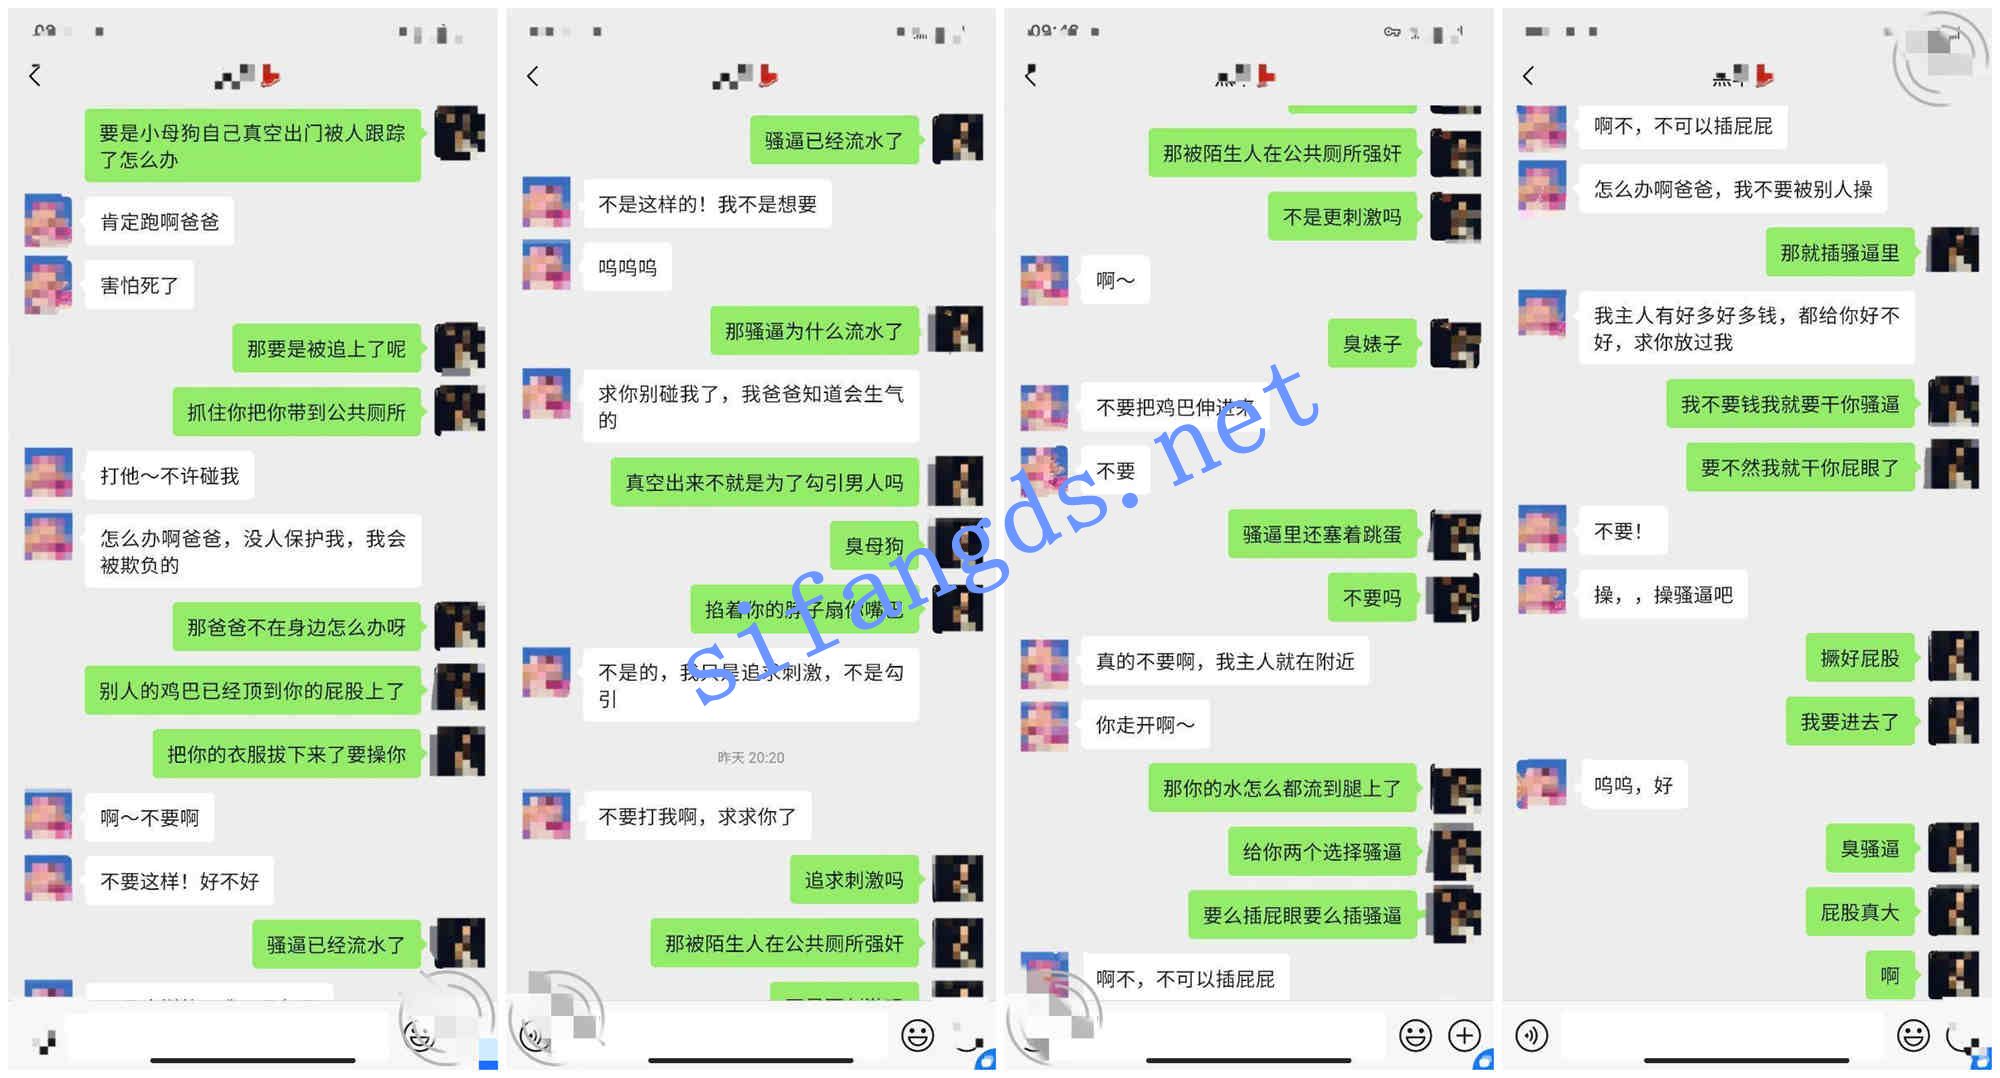 要是小母狗自己真空出门被人跟踪
了怎么办
肯定跑啊爸爸
害怕死了
那要是被追上了呢
抓住你把你带到公共厕所
打他～不许碰我
怎么办啊爸爸，没人保护我，我会
被欺负的
那爸爸不在身边怎么办呀
别人的鸡巴已经顶到你的屁股上了
把你的衣服拔下来了要操你
啊～不要啊
不要这样！好不好
骚逼已经流水了
骚逼已经流水了
不是这样的！我不是想要
呜呜呜
那骚逼为什么流水了
求你别碰我了，我爸爸知道会生气
的
真空出来不就是为了勾引男人吗
臭母狗
掐着你的脖子扇你嘴巴
不是的，我只是追求刺激，不是勾
引
昨天 20:20
不要打我啊，求求你了
追求刺激吗
那被陌生人在公共厕所强奸
那被陌生人在公共厕所强奸
不是更刺激吗
啊～
臭婊子
不要把鸡巴伸进来
不要
骚逼里还塞着跳蛋
不要吗
真的不要啊，我主人就在附近
你走开啊～
那你的水怎么都流到腿上了
给你两个选择骚逼
要么插屁眼要么插骚逼
啊不，不可以插屁屁
啊不，不可以插屁屁
怎么办啊爸爸，我不要被别人操
那就插骚逼里
我主人有好多好多钱，都给你好不
好，求你放过我
我不要钱我就要干你骚逼
要不然我就干你屁眼了
不要！
操，，操骚逼吧
撅好屁股
我要进去了
呜呜，好
臭骚逼
屁股真大
啊
sifangds.net